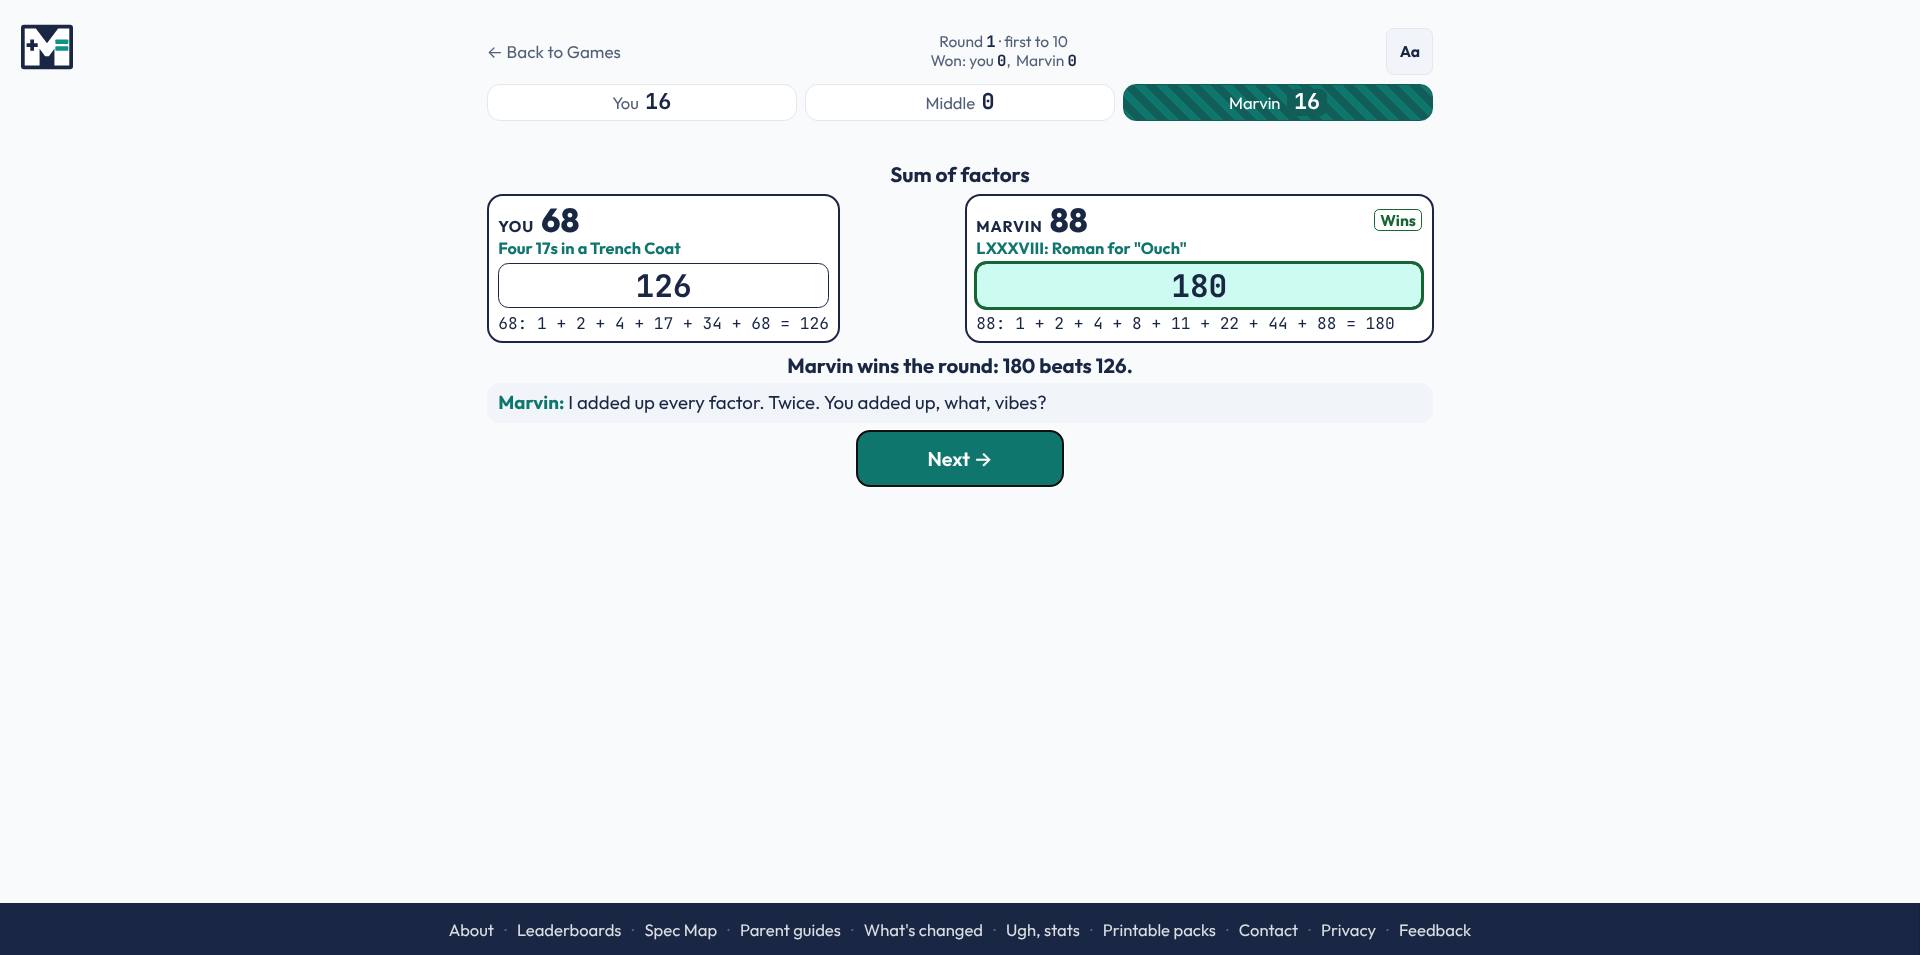 ← Back to Games
Round 1 · first to 10
Won: you 0, Marvin 0
Aa
You 16
Middle 0
Marvin 16
Sum of factors
YOU 68
Four 17s in a Trench Coat
126
68: 1 + 2 + 4 + 17 + 34 + 68 = 126
MARVIN 88
Wins
LXXXVIII: Roman for "Ouch"
180
88: 1 + 2 + 4 + 8 + 11 + 22 + 44 + 88 = 180
Marvin wins the round: 180 beats 126.
Marvin: I added up every factor. Twice. You added up, what, vibes?
Next →
About · Leaderboards · Spec Map · Parent guides · What's changed · Ugh, stats · Printable packs · Contact · Privacy · Feedback